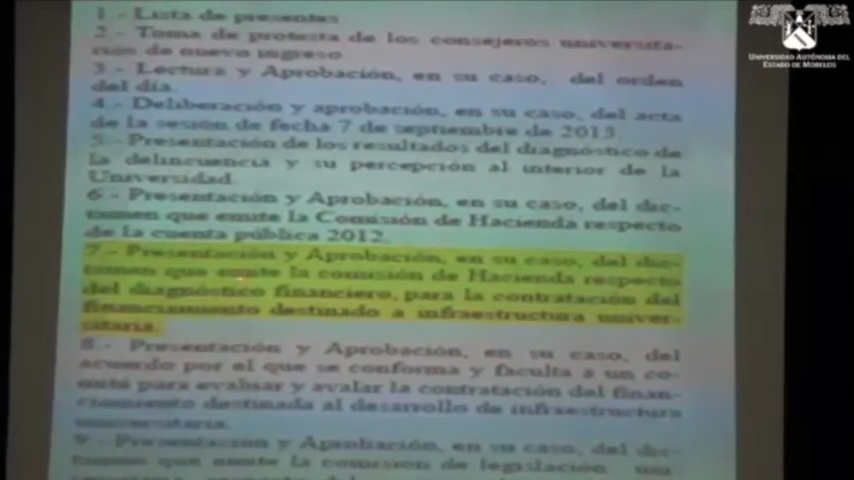 1.- Lista de presentes
2.- Toma de protesta de los consejeros universita-
rios de nuevo ingreso
3.- Lectura y Aprobación, en su caso, del orden
del día.
4.- Deliberación y aprobación, en su caso, del acta
de la sesión de fecha 7 de septiembre de 2013.
5.- Presentación de los resultados del diagnóstico de
la delincuencia y su percepción al interior de la
Universidad.
6.- Presentación y Aprobación, en su caso, del dic-
tamen que emite la Comisión de Hacienda respecto
de la cuenta pública 2012.
7.- Presentación y Aprobación, en su caso, del dic-
tamen que emite la comisión de Hacienda respecto
del diagnóstico financiero, para la contratación del
financiamiento destinado a infraestructura univer-
sitaria.
8.- Presentación y Aprobación, en su caso, del
acuerdo por el que se conforma y faculta a un co-
mité para evaluar y avalar la contratación del finan-
ciamiento destinada al desarrollo de infraestructura
universitaria.
9.- Presentación y Aprobación, en su caso, del dic-
tamen que emite la comisión de legislación uni-
UNIVERSIDAD AUTÓNOMA DEL
ESTADO DE MORELOS